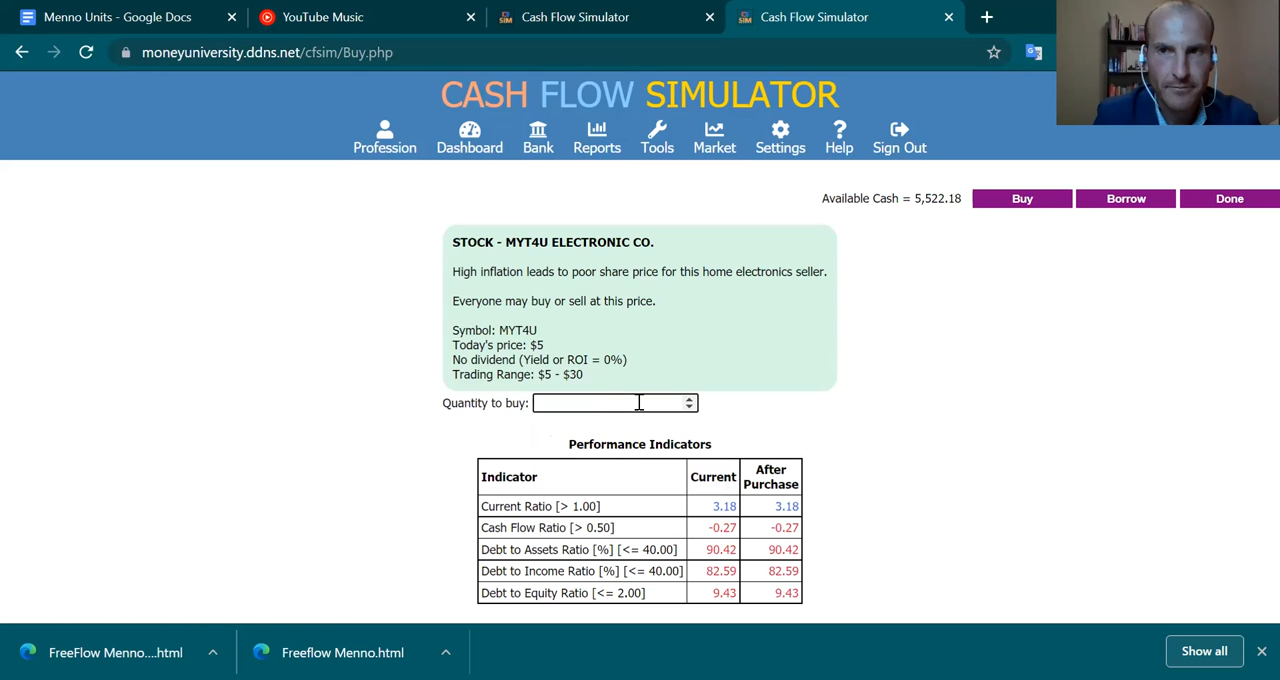 Menno Units - Google Docs
YouTube Music
Cash Flow Simulator
Cash Flow Simulator
moneyuniversity.ddns.net/cfsim/Buy.php
CASH FLOW SIMULATOR
Profession Dashboard Bank Reports Tools Market Settings Help Sign Out
Available Cash = 5,522.18 Buy Borrow Done
STOCK - MYT4U ELECTRONIC CO.
High inflation leads to poor share price for this home electronics seller.
Everyone may buy or sell at this price.
Symbol: MYT4U
Today's price: $5
No dividend (Yield or ROI = 0%)
Trading Range: $5 - $30
Quantity to buy:
Performance Indicators
Indicator Current After Purchase
Current Ratio [> 1.00] 3.18 3.18
Cash Flow Ratio [> 0.50] -0.27 -0.27
Debt to Assets Ratio [%] [<= 40.00] 90.42 90.42
Debt to Income Ratio [%] [<= 40.00] 82.59 82.59
Debt to Equity Ratio [<= 2.00] 9.43 9.43
FreeFlow Menno....html
Freeflow Menno.html
Show all